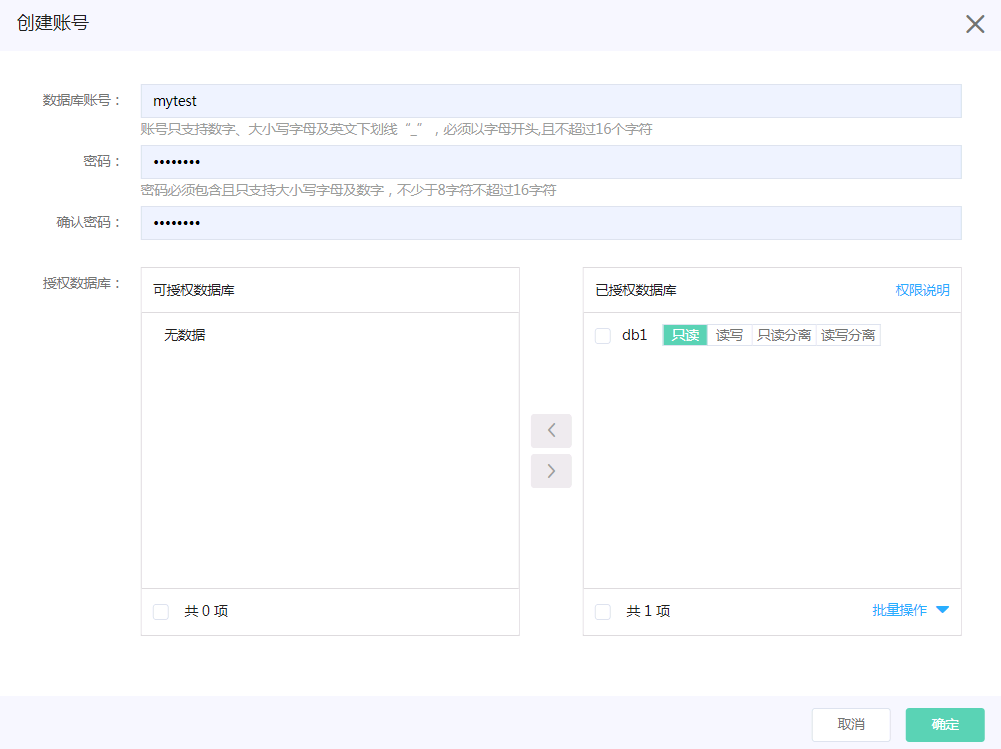 创建账号
数据库账号：
mytest
账号只支持数字、大小写字母及英文下划线“_”，必须以字母开头,且不超过16个字符
密码：
••••••••
密码必须包含且只支持大小写字母及数字，不少于8字符不超过16字符
确认密码：
••••••••
授权数据库：
可授权数据库
无数据
共 0 项
已授权数据库
权限说明
db1 只读 读写 只读分离 读写分离
共 1 项
批量操作
取消
确定